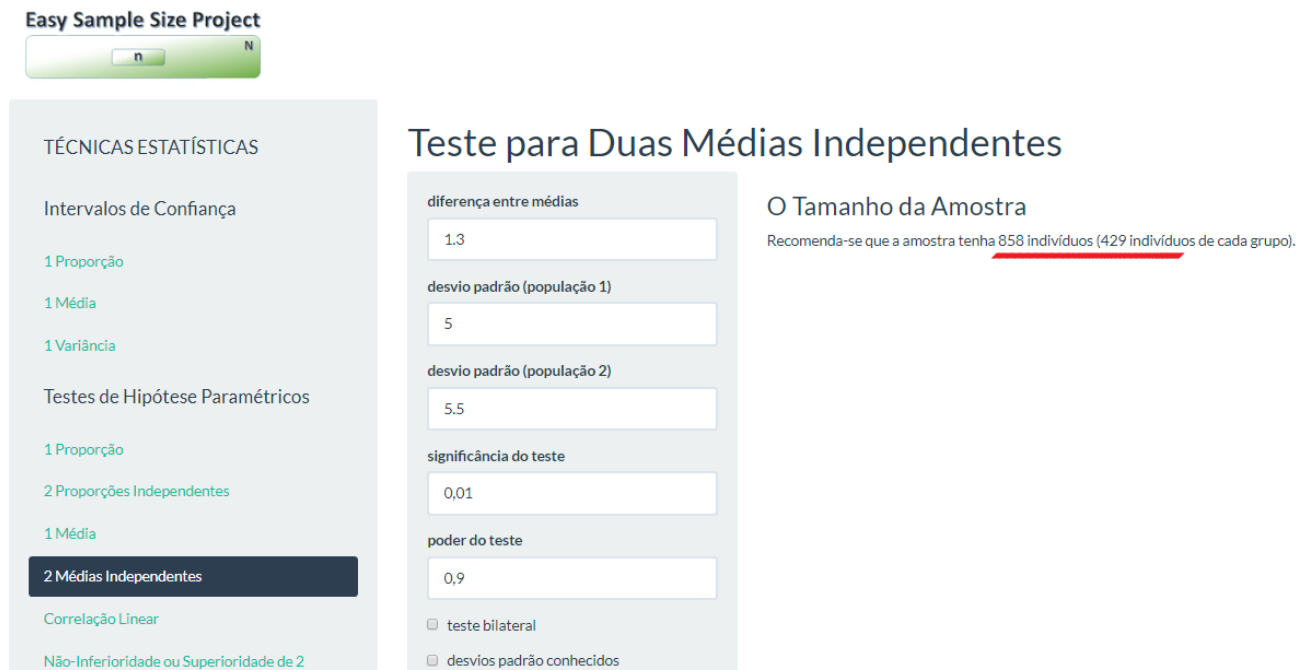 Easy Sample Size Project
N
n
TÉCNICAS ESTATÍSTICAS
Intervalos de Confiança
1 Proporção
1 Média
1 Variância
Testes de Hipótese Paramétricos
1 Proporção
2 Proporções Independentes
1 Média
2 Médias Independentes
Correlação Linear
Não-Inferioridade ou Superioridade de 2
Teste para Duas Médias Independentes
diferença entre médias
1.3
desvio padrão (população 1)
5
desvio padrão (população 2)
5.5
significância do teste
0,01
poder do teste
0,9
teste bilateral
desvios padrão conhecidos
O Tamanho da Amostra
Recomenda-se que a amostra tenha 858 indivíduos (429 indivíduos de cada grupo).